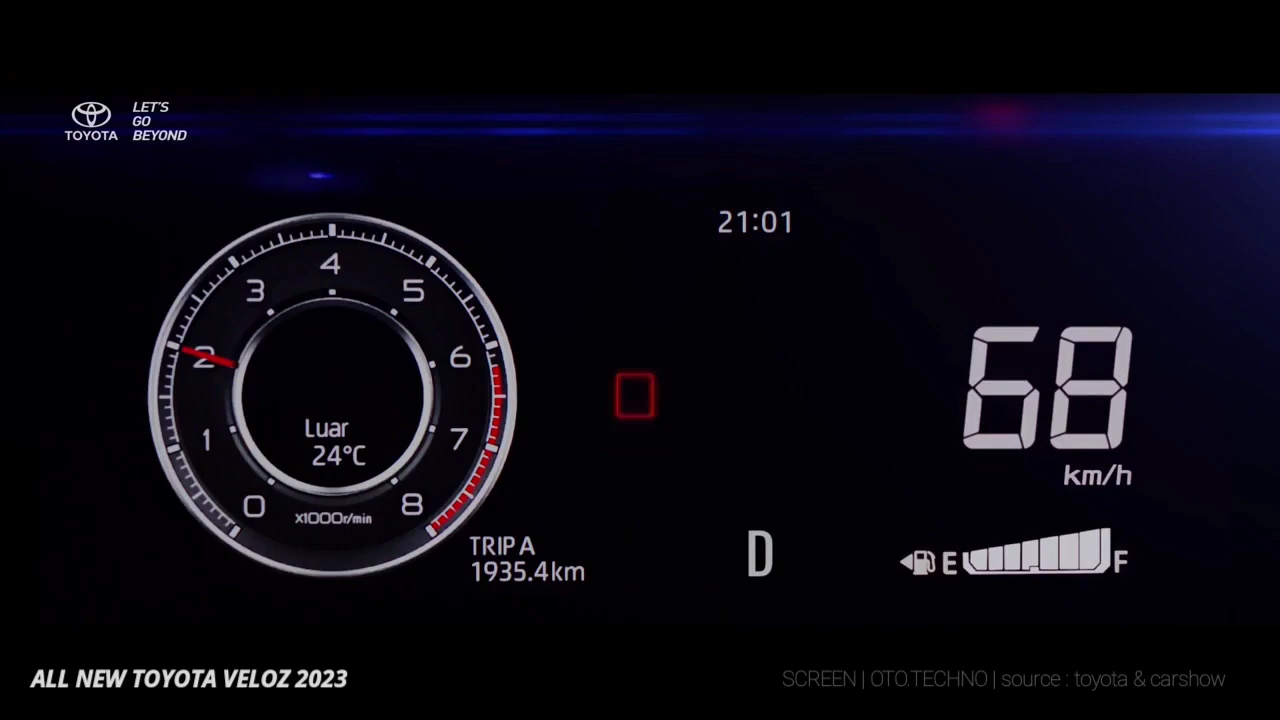 LET'S
GO
BEYOND
TOYOTA
21:01
4
3
5
2
6
1
7
0
8
Luar
24°C
x1000r/min
68
km/h
TRIP A
1935.4km
D
E
F
ALL NEW TOYOTA VELOZ 2023
SCREEN | OTO.TECHNO | source : toyota & carshow